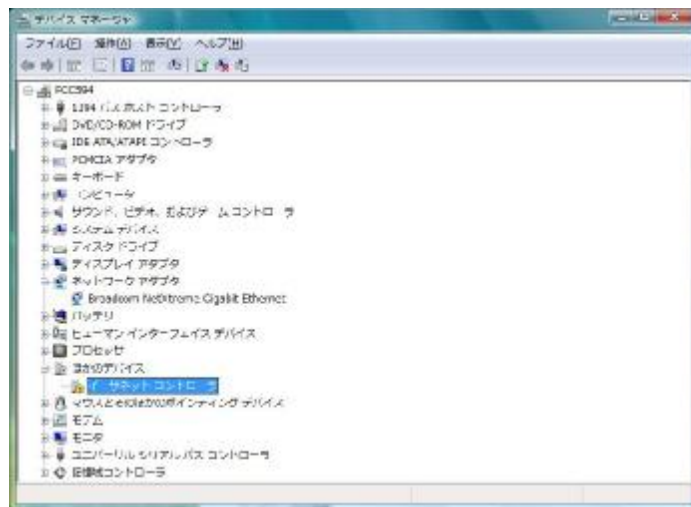 デバイス マネージャ
ファイル(F) 操作(A) 表示(V) ヘルプ(H)
PCC594
1394 バス ホスト コントローラ
DVD/CD-ROM ドライブ
IDE ATA/ATAPI コントローラ
PCMCIA アダプタ
キーボード
コンピュータ
サウンド、ビデオ、およびゲーム コントローラ
システム デバイス
ディスク ドライブ
ディスプレイ アダプタ
ネットワーク アダプタ
Broadcom NetXtreme Gigabit Ethernet
バッテリ
ヒューマン インターフェイス デバイス
プロセッサ
ほかのデバイス
イーサネット コントローラ
マウスとそのほかのポインティング デバイス
モデム
モニタ
ユニバーサル シリアル バス コントローラ
記憶域コントローラ